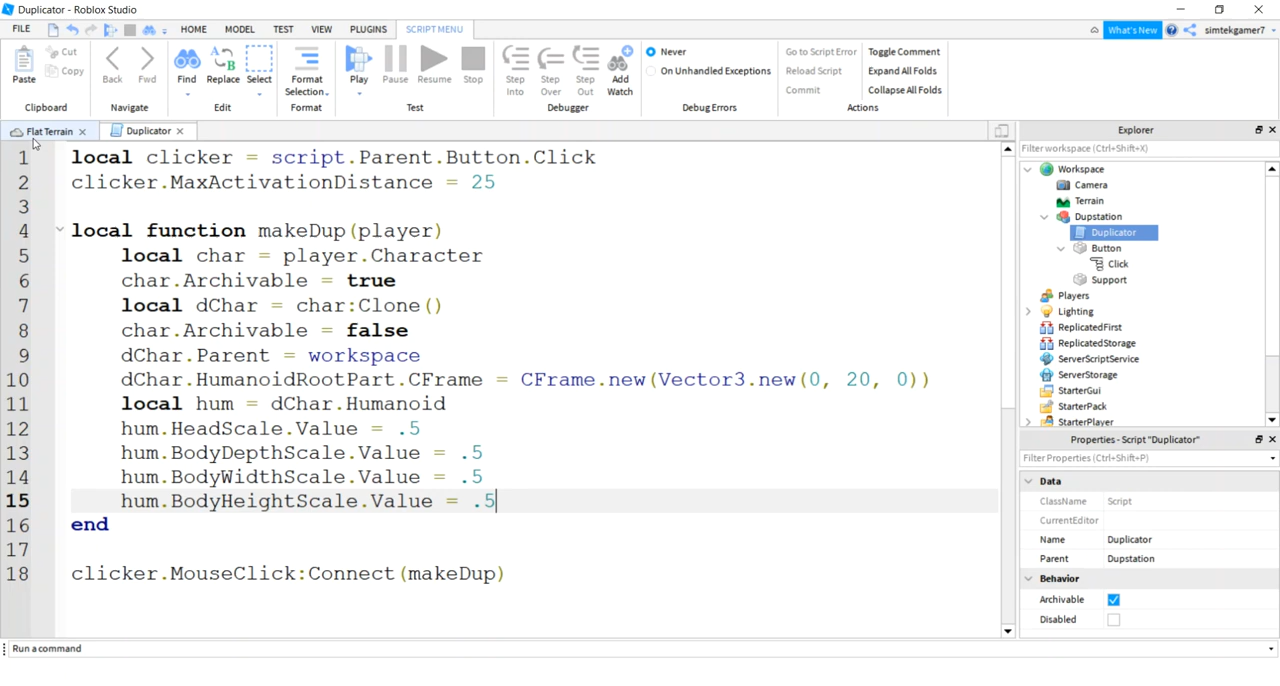 Duplicator - Roblox Studio
FILE HOME MODEL TEST VIEW PLUGINS SCRIPT MENU What's New simtekgamer7
Paste Cut Copy Back Fwd Find Replace Select Format Selection Play Pause Resume Stop Step Into Step Over Step Out Add Watch Never On Unhandled Exceptions Go to Script Error Reload Script Commit Toggle Comment Expand All Folds Collapse All Folds
Clipboard Navigate Edit Format Test Debugger Debug Errors Actions
Flat Terrain Duplicator
1 local clicker = script.Parent.Button.Click
2 clicker.MaxActivationDistance = 25
3
4 local function makeDup(player)
5 local char = player.Character
6 char.Archivable = true
7 local dChar = char:Clone()
8 char.Archivable = false
9 dChar.Parent = workspace
10 dChar.HumanoidRootPart.CFrame = CFrame.new(Vector3.new(0, 20, 0))
11 local hum = dChar.Humanoid
12 hum.HeadScale.Value = .5
13 hum.BodyDepthScale.Value = .5
14 hum.BodyWidthScale.Value = .5
15 hum.BodyHeightScale.Value = .5
16 end
17
18 clicker.MouseClick:Connect(makeDup)
Explorer
Filter workspace (Ctrl+Shift+X)
Workspace
Camera
Terrain
Dupstation
Duplicator
Button
Click
Support
Players
Lighting
ReplicatedFirst
ReplicatedStorage
ServerScriptService
ServerStorage
StarterGui
StarterPack
StarterPlayer
Properties - Script "Duplicator"
Filter Properties (Ctrl+Shift+P)
Data
ClassName Script
CurrentEditor
Name Duplicator
Parent Dupstation
Behavior
Archivable
Disabled
Run a command